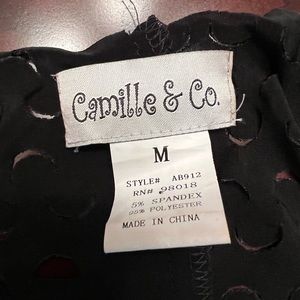 Camille & Co.
M
STYLE# AB912
RN# 98018
5% SPANDEX
95% POLYESTER
MADE IN CHINA